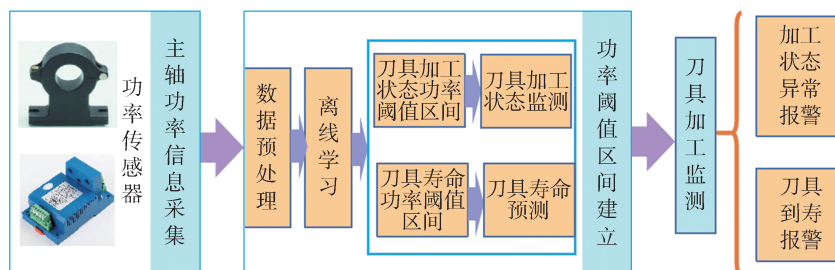 功率传感器
主轴功率信息采集
数据预处理
离线学习
刀具加工
状态功率
阈值区间
刀具加工
状态监测
刀具寿命
功率阈值
区间
刀具寿命
预测
功率阈值区间建立
刀具加工监测
加工
状态
异常
报警
刀具
到寿
报警